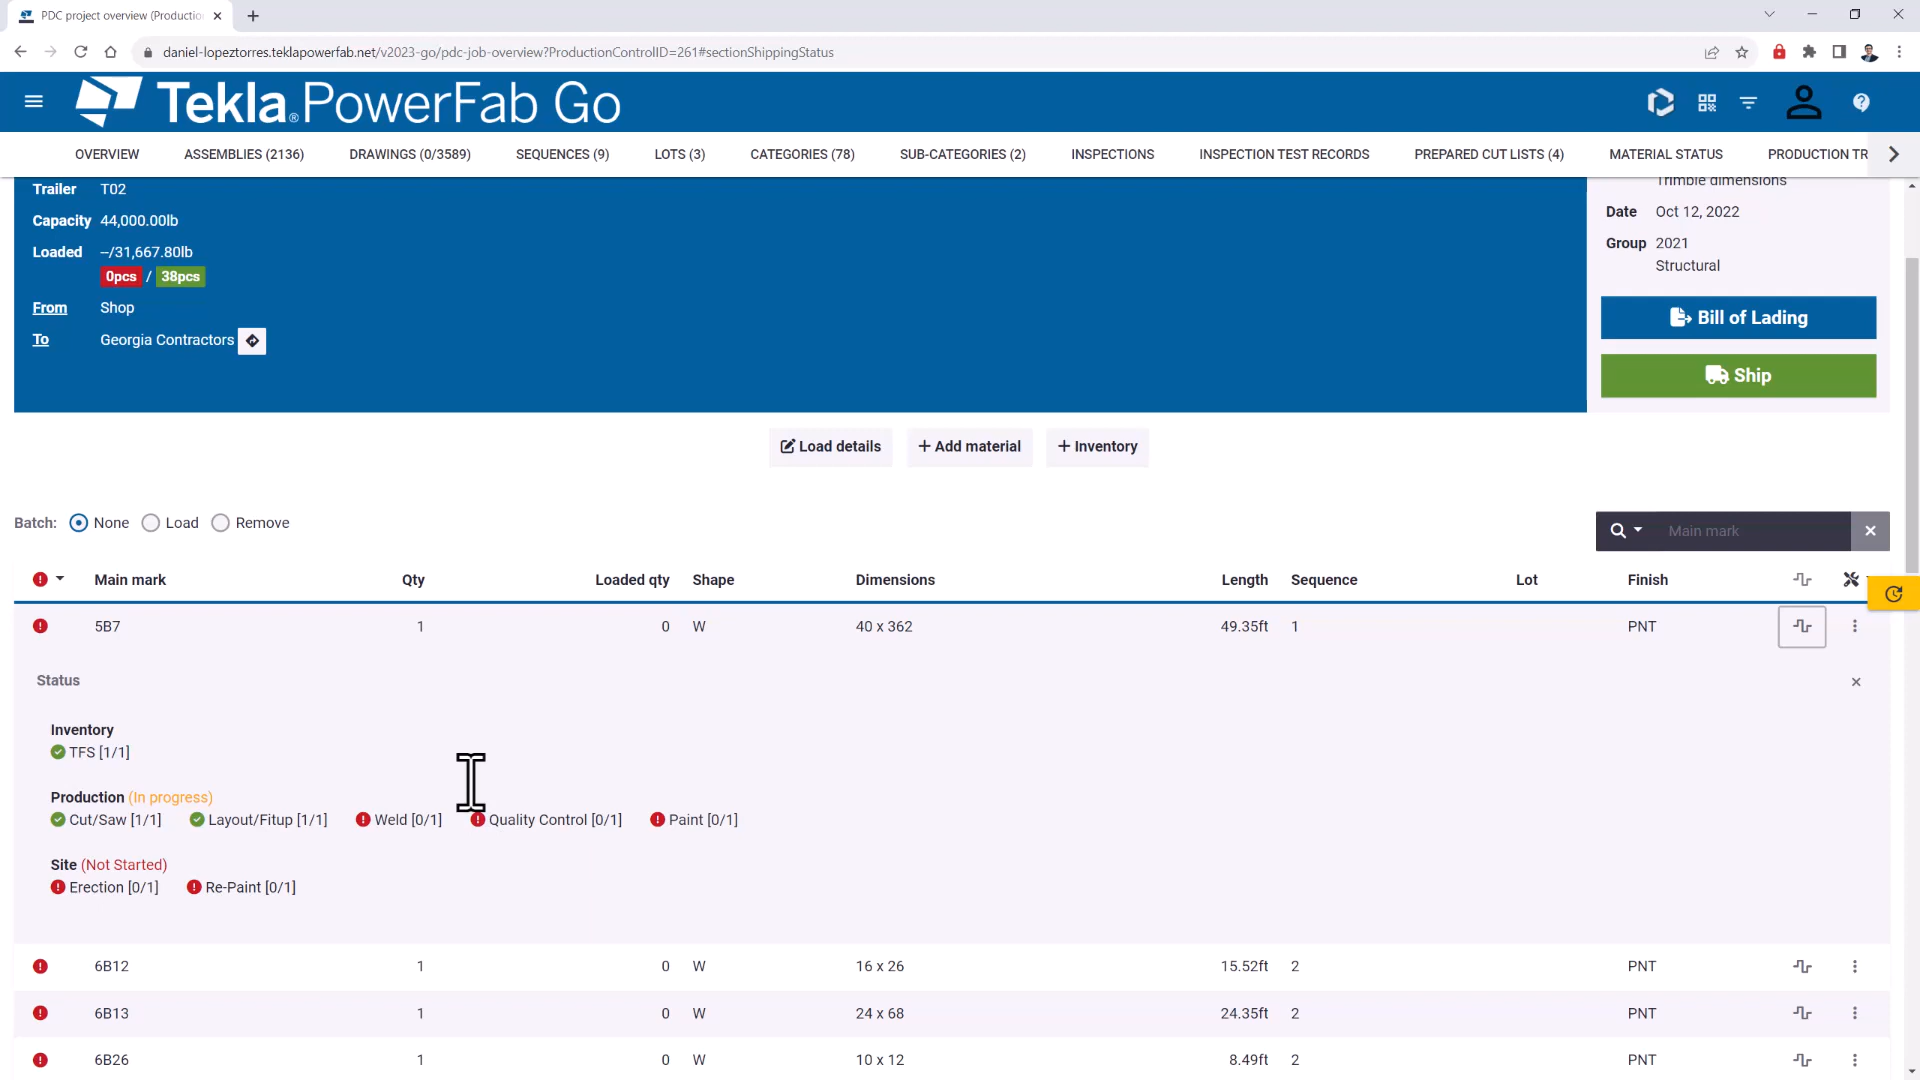 PDC project overview (Productio
daniel-lopeztorres.teklapowerfab.net/v2023-go/pdc-job-overview?ProductionControlID=261#sectionShippingStatus
Tekla® PowerFab Go
OVERVIEW ASSEMBLIES (2136) DRAWINGS (0/3589) SEQUENCES (9) LOTS (3) CATEGORIES (78) SUB-CATEGORIES (2) INSPECTIONS INSPECTION TEST RECORDS PREPARED CUT LISTS (4) MATERIAL STATUS PRODUCTION TR
Trailer T02
Capacity 44,000.00lb
Loaded --/31,667.80lb
0pcs / 38pcs
From Shop
To Georgia Contractors
Trimble dimensions
Date Oct 12, 2022
Group 2021
Structural
Bill of Lading
Ship
Load details + Add material + Inventory
Batch: None Load Remove
Main mark
Main mark Qty Loaded qty Shape Dimensions Length Sequence Lot Finish
5B7 1 0 W 40 x 362 49.35ft 1 PNT
Status
Inventory
TFS [1/1]
Production (In progress)
Cut/Saw [1/1] Layout/Fitup [1/1] Weld [0/1] Quality Control [0/1] Paint [0/1]
Site (Not Started)
Erection [0/1] Re-Paint [0/1]
6B12 1 0 W 16 x 26 15.52ft 2 PNT
6B13 1 0 W 24 x 68 24.35ft 2 PNT
6B26 1 0 W 10 x 12 8.49ft 2 PNT